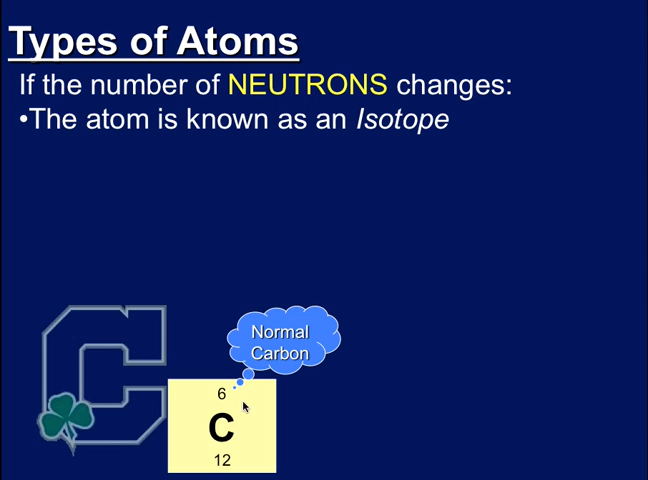 Types of Atoms
If the number of NEUTRONS changes:
•The atom is known as an Isotope
Normal
Carbon
6
C
12
C